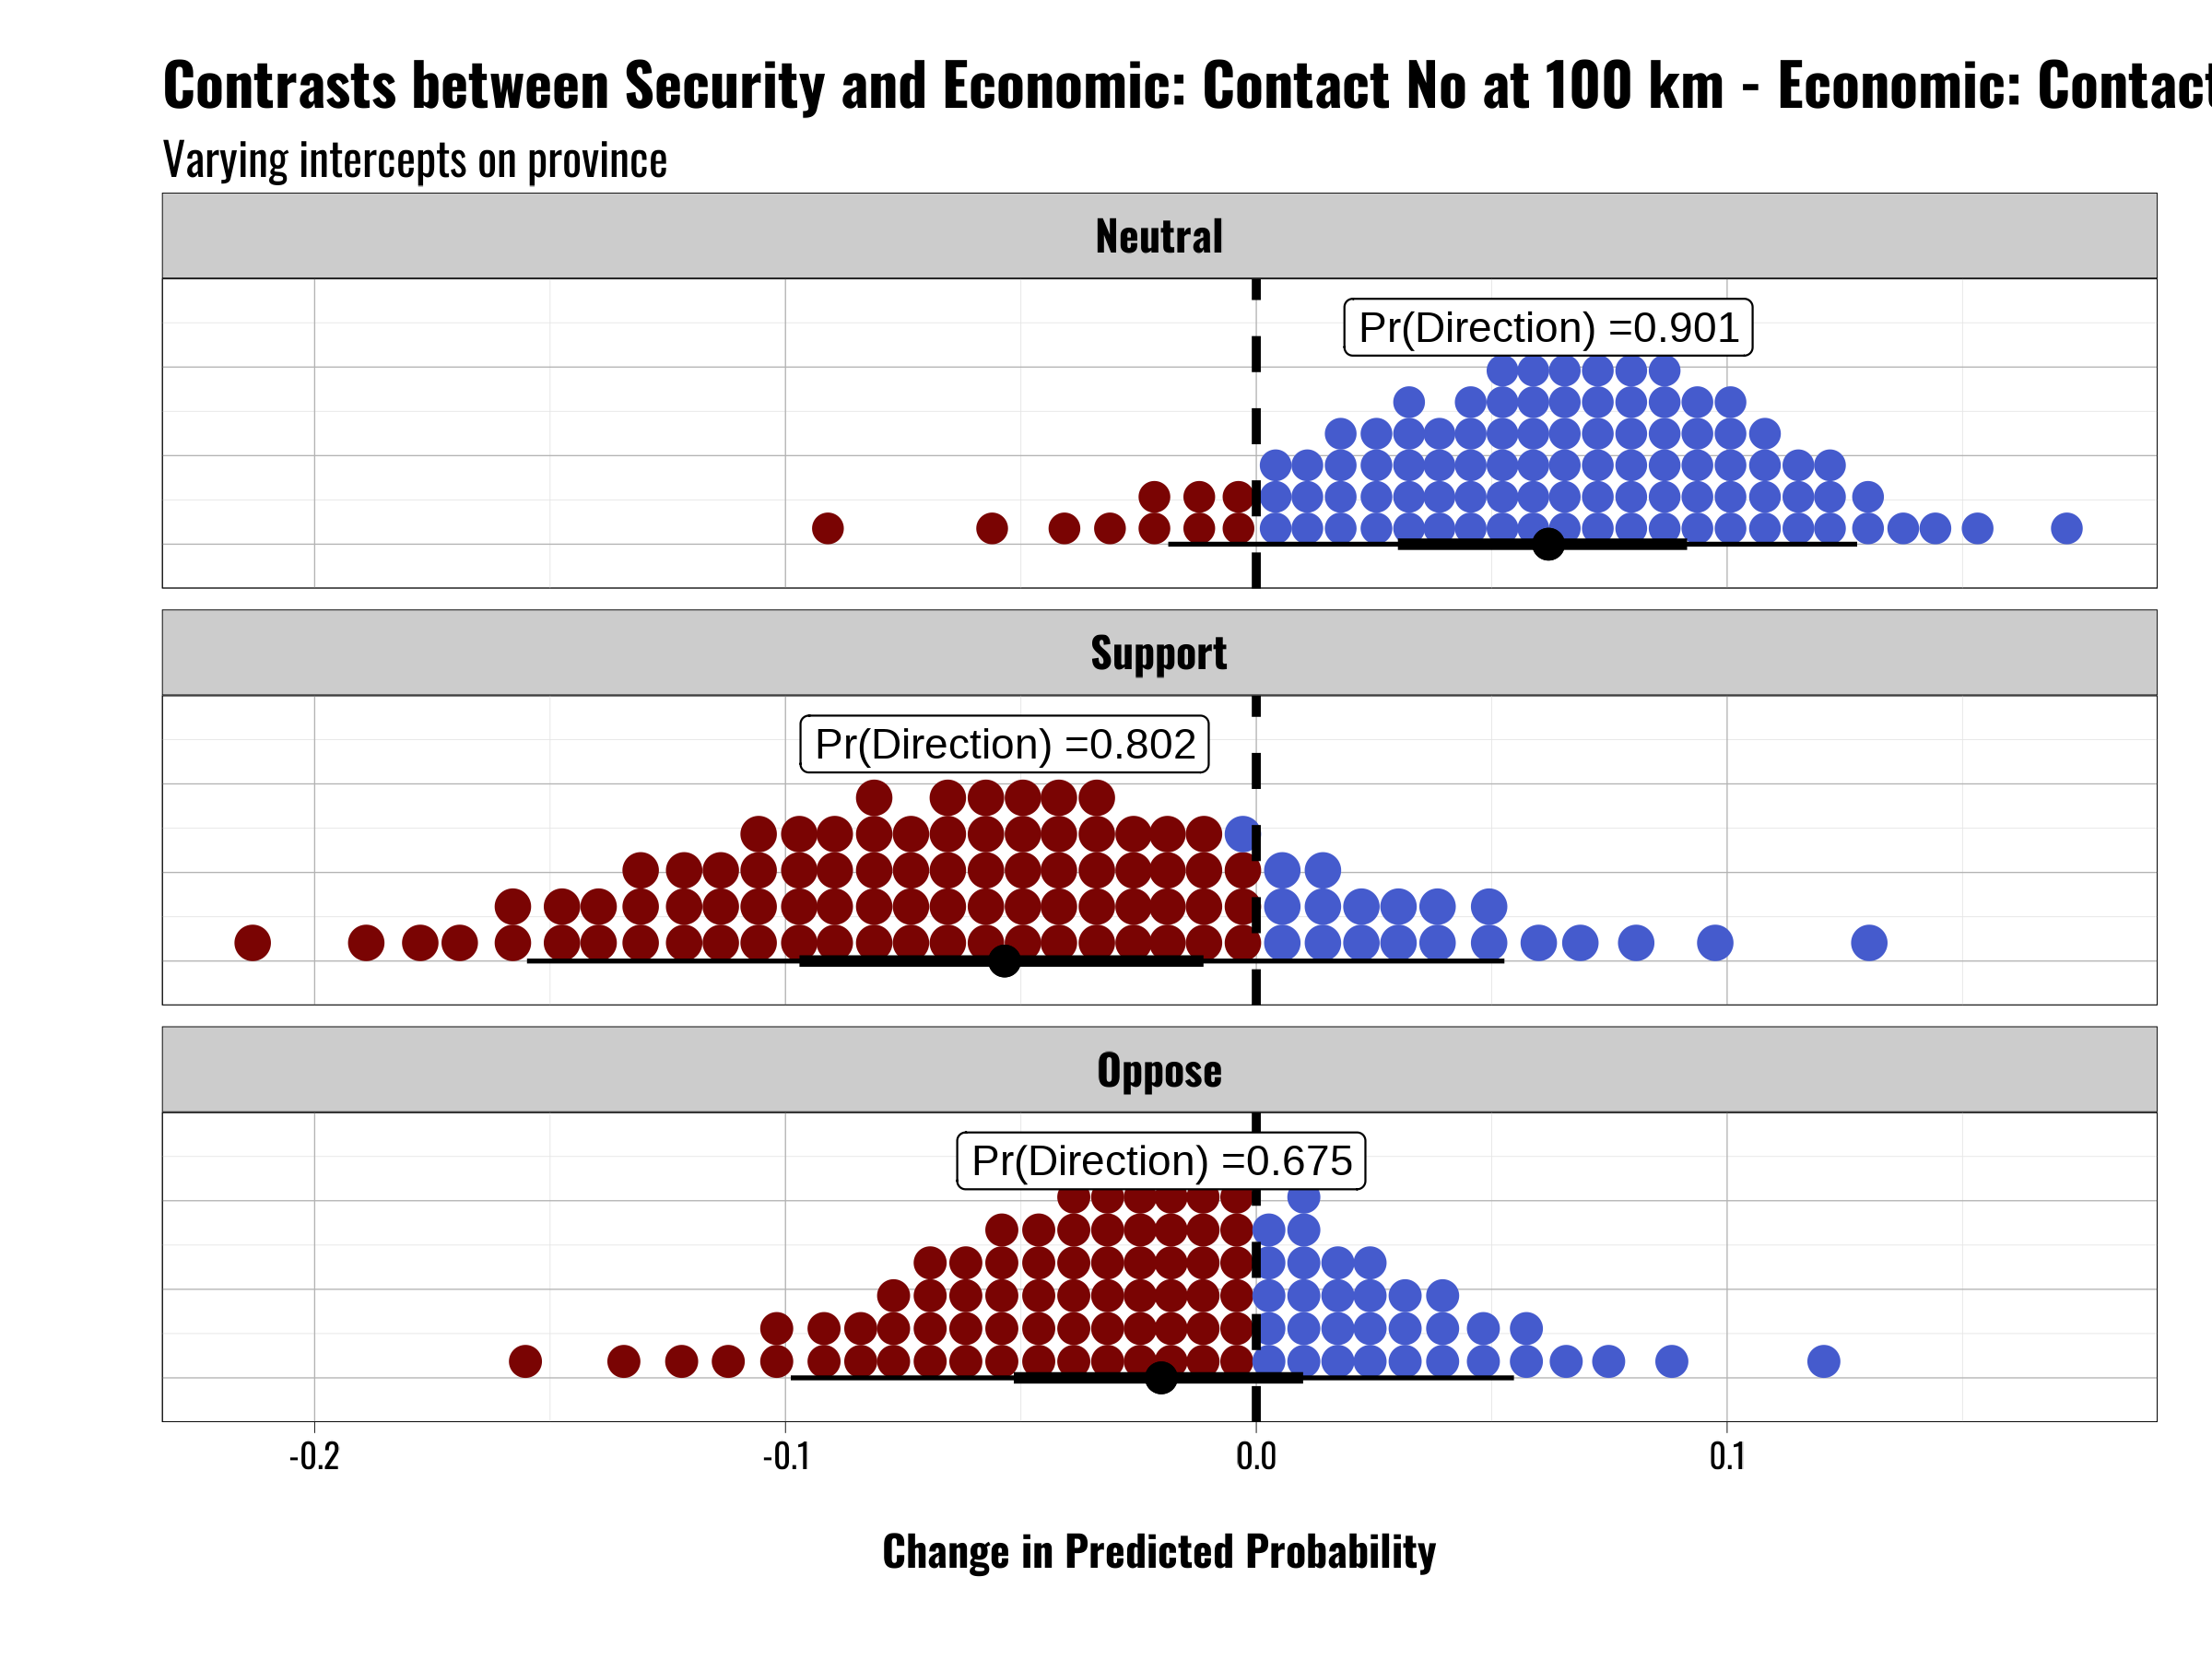 Contrasts between Security and Economic: Contact No at 100 km - Economic: Contact
Varying intercepts on province
Neutral
Pr(Direction) =0.901
Support
Pr(Direction) =0.802
Oppose
Pr(Direction) =0.675
-0.2 -0.1 0.0 0.1
Change in Predicted Probability